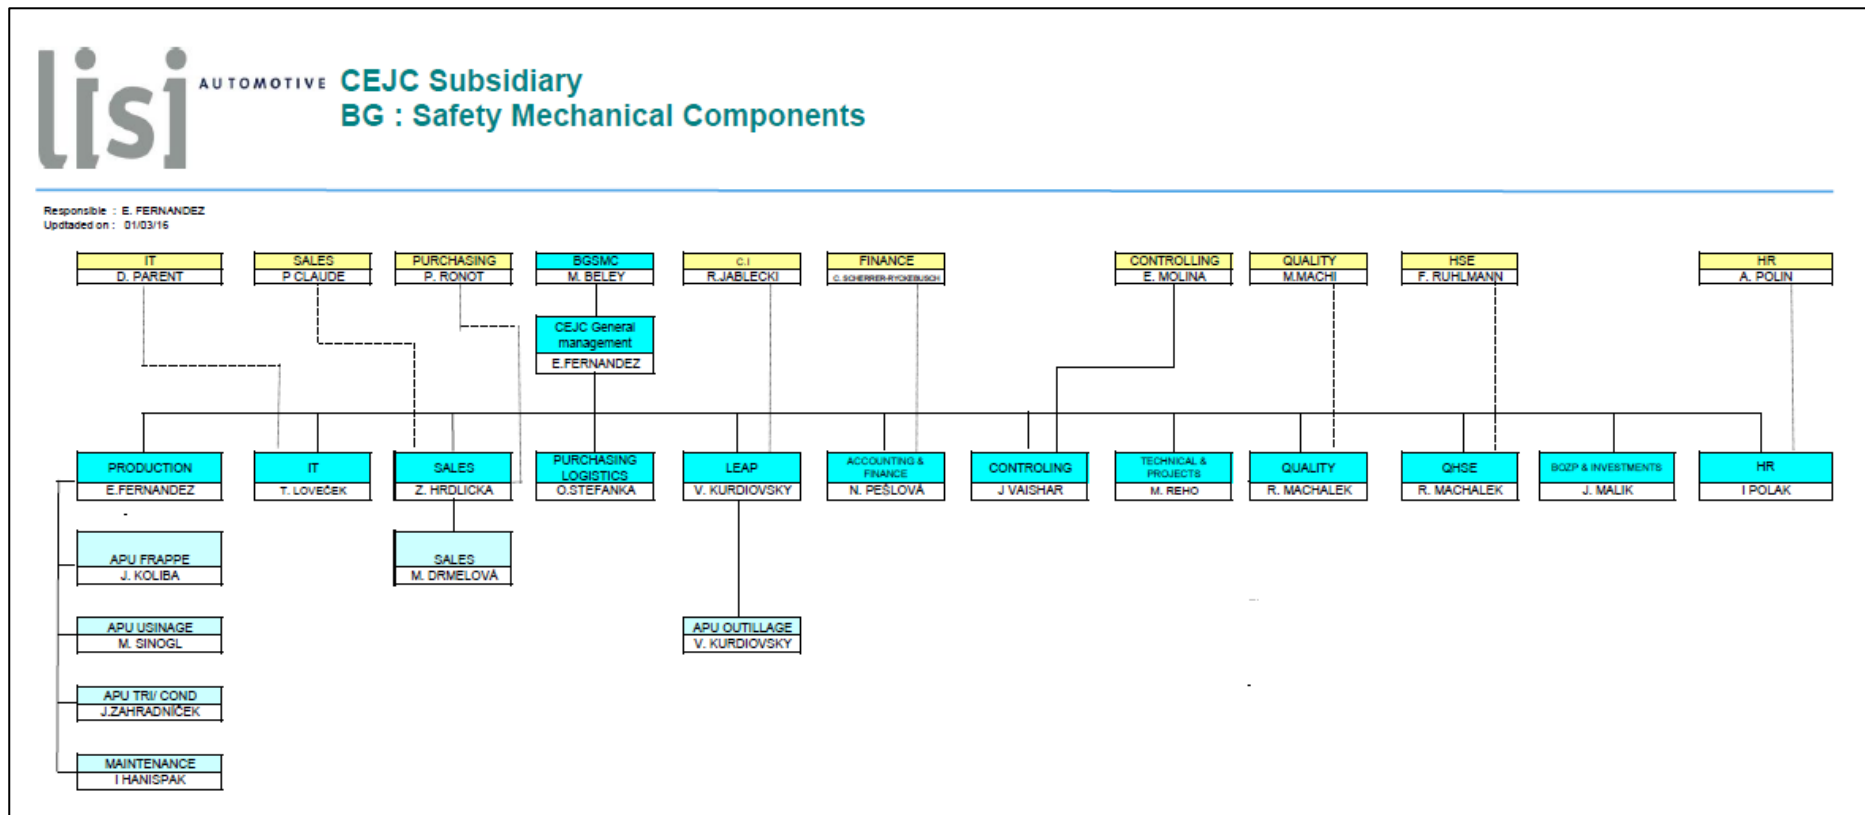 lisi AUTOMOTIVE
CEJC Subsidiary
BG : Safety Mechanical Components
Responsible : E. FERNANDEZ
Updtaded on : 01/03/16
IT
D. PARENT
SALES
P CLAUDE
PURCHASING
P. RONOT
BGSMC
M. BELEY
C.I
R.JABLECKI
FINANCE
C. SCHERRER-RYCKEBUSCH
CONTROLLING
E. MOLINA
QUALITY
M.MACHI
HSE
F. RUHLMANN
HR
A. POLIN
CEJC General
management
E.FERNANDEZ
PRODUCTION
E.FERNANDEZ
IT
T. LOVEČEK
SALES
Z. HRDLICKA
PURCHASING
LOGISTICS
O.STEFANKA
LEAP
V. KURDIOVSKY
ACCOUNTING &
FINANCE
N. PEŠLOVÁ
CONTROLING
J VAISHAR
TECHNICAL &
PROJECTS
M. REHO
QUALITY
R. MACHALEK
QHSE
R. MACHALEK
BOZP & INVESTMENTS
J. MALIK
HR
I POLAK
APU FRAPPE
J. KOLIBA
SALES
M. DRMELOVÁ
APU USINAGE
M. SINOGL
APU OUTILLAGE
V. KURDIOVSKY
APU TRI/ COND
J.ZAHRADNÍČEK
MAINTENANCE
I HANISPAK